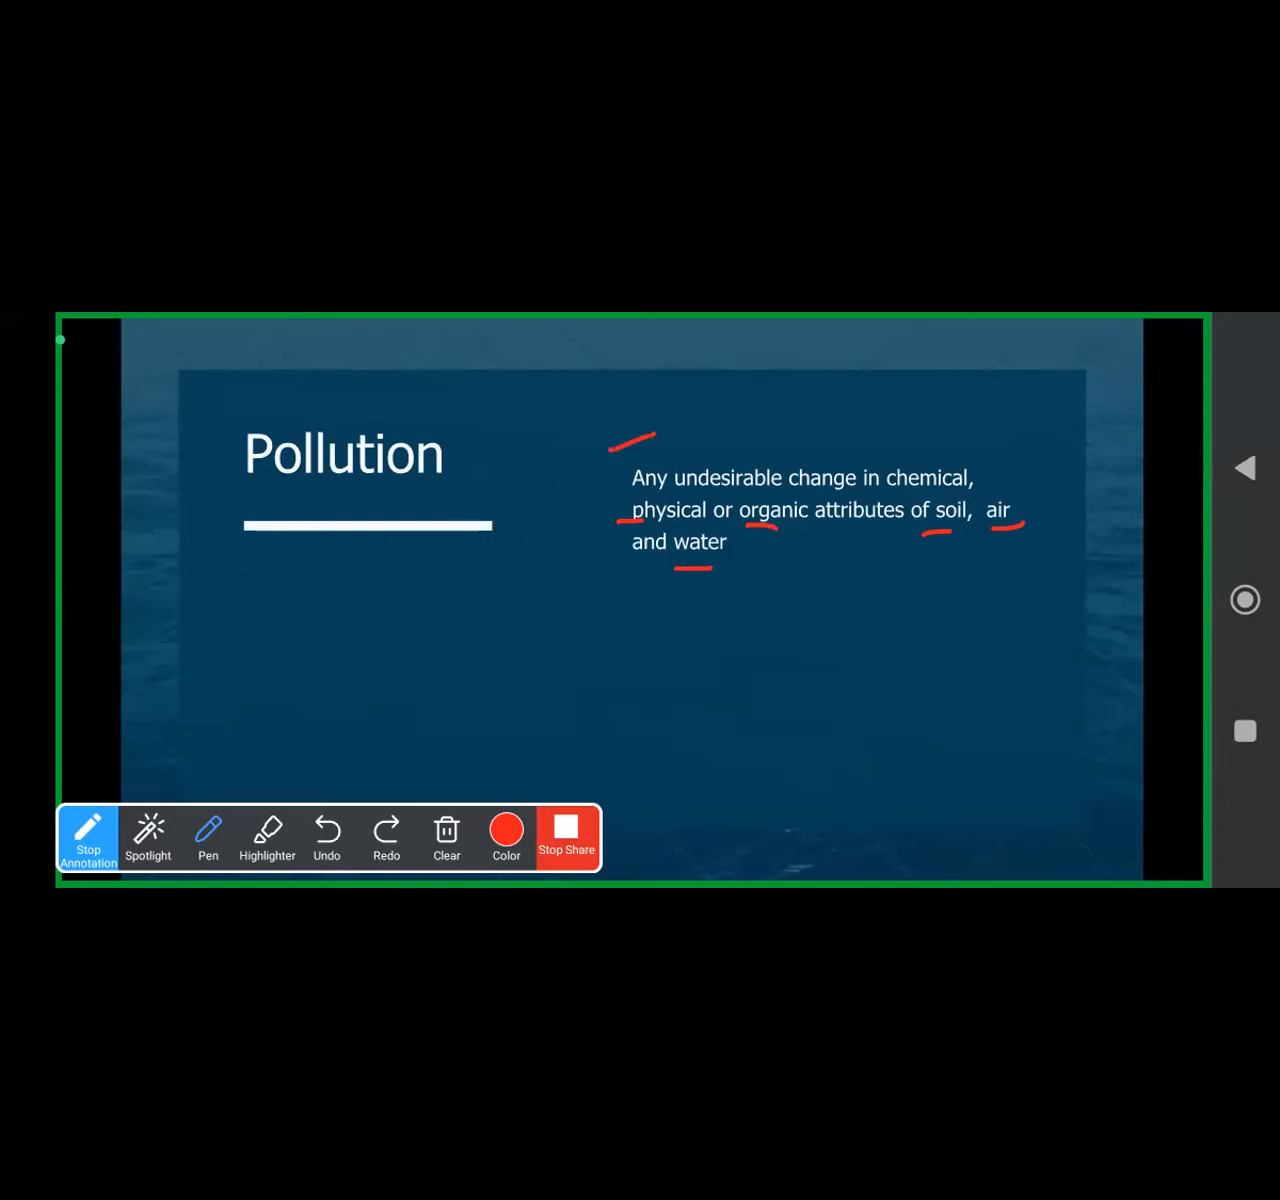 Pollution
Any undesirable change in chemical,
physical or organic attributes of soil, air
and water
Stop Annotation
Spotlight
Pen
Highlighter
Undo
Redo
Clear
Color
Stop Share